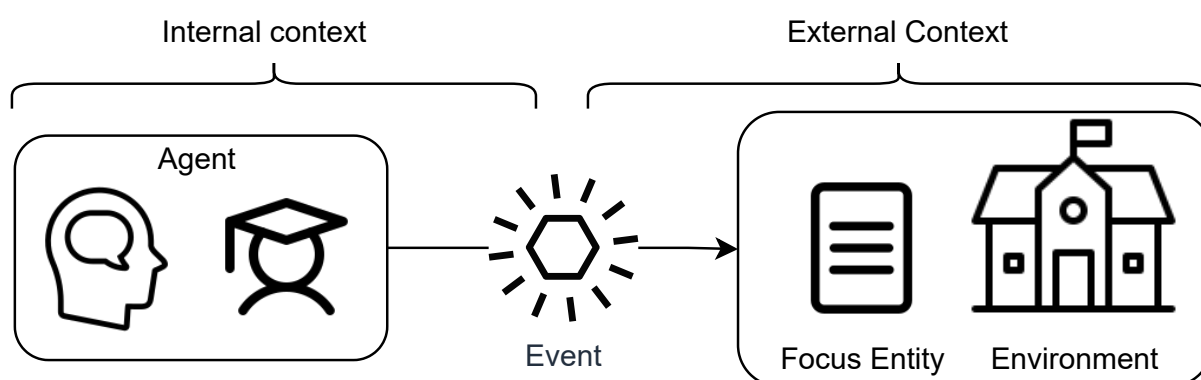 Internal context
External Context
Agent
Event
Focus Entity
Environment